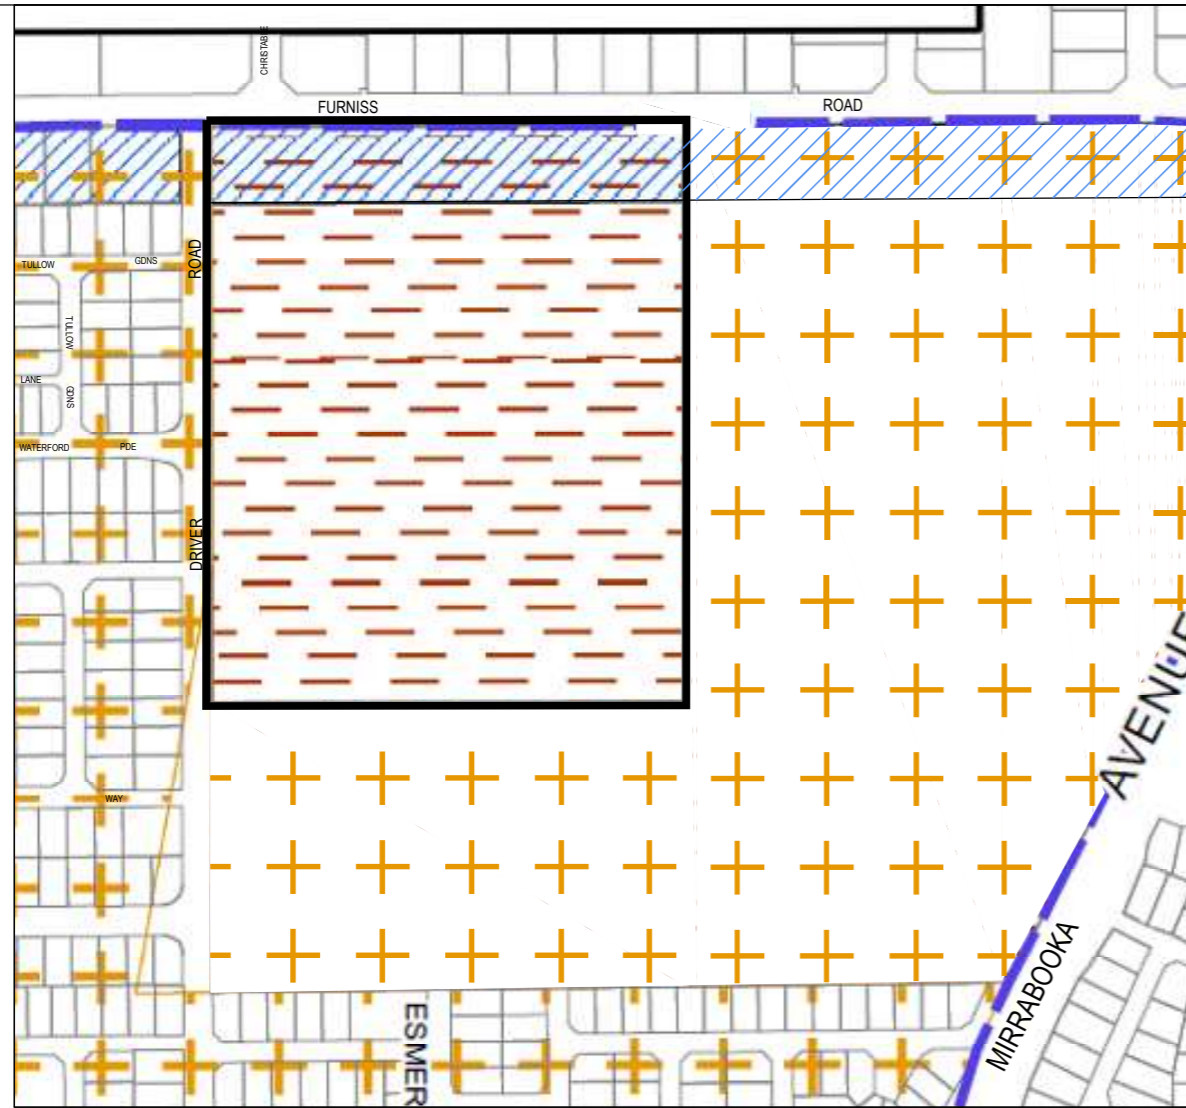 CHRISTABEL
FURNISS
ROAD
ROAD
TULLOW
GDNS
TULLOW
GDNS
LANE
WATERFORD
PDE
DRIVER
WAY
AVENUE
MIRRABOOKA
ESMER